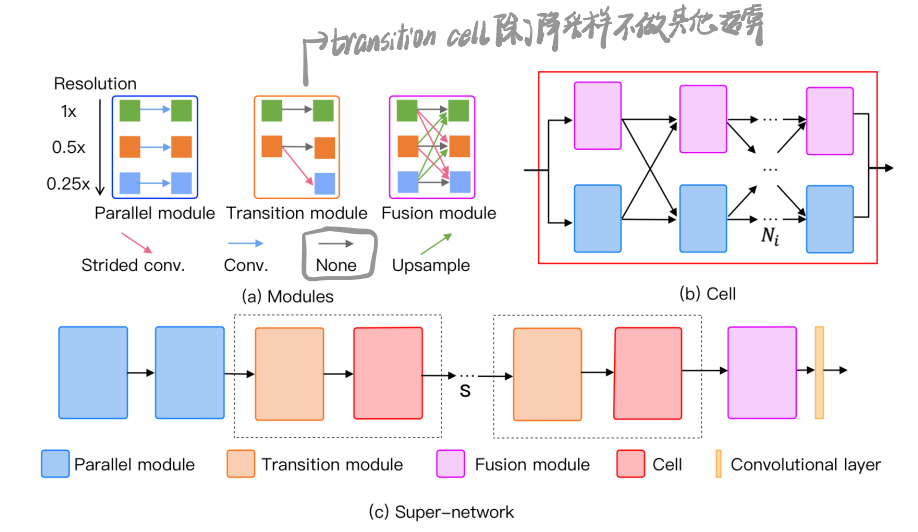 transition cell 除了降采样不做其他运算
Resolution
1x
0.5x
0.25x
Parallel module Transition module Fusion module
Strided conv. Conv. None Upsample
(a) Modules
N_i
(b) Cell
S
Parallel module Transition module Fusion module Cell Convolutional layer
(c) Super-network